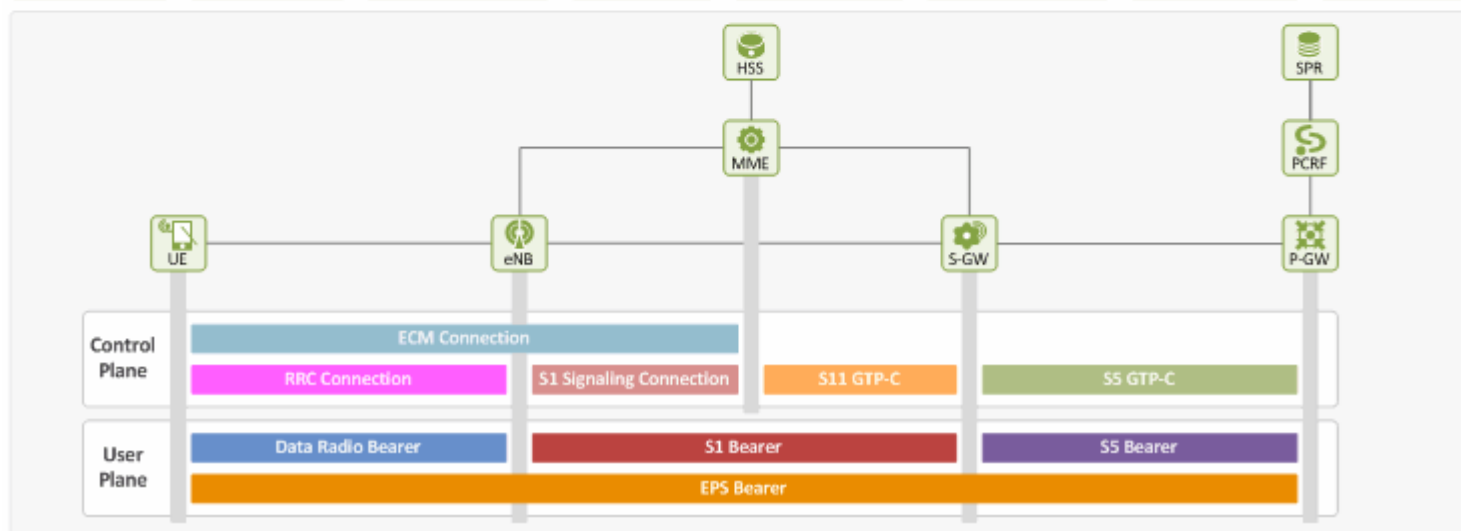 HSS
SPR
MME
PCRF
UE
eNB
S-GW
P-GW
Control
Plane
ECM Connection
RRC Connection
S1 Signaling Connection
S11 GTP-C
S5 GTP-C
User
Plane
Data Radio Bearer
S1 Bearer
S5 Bearer
EPS Bearer